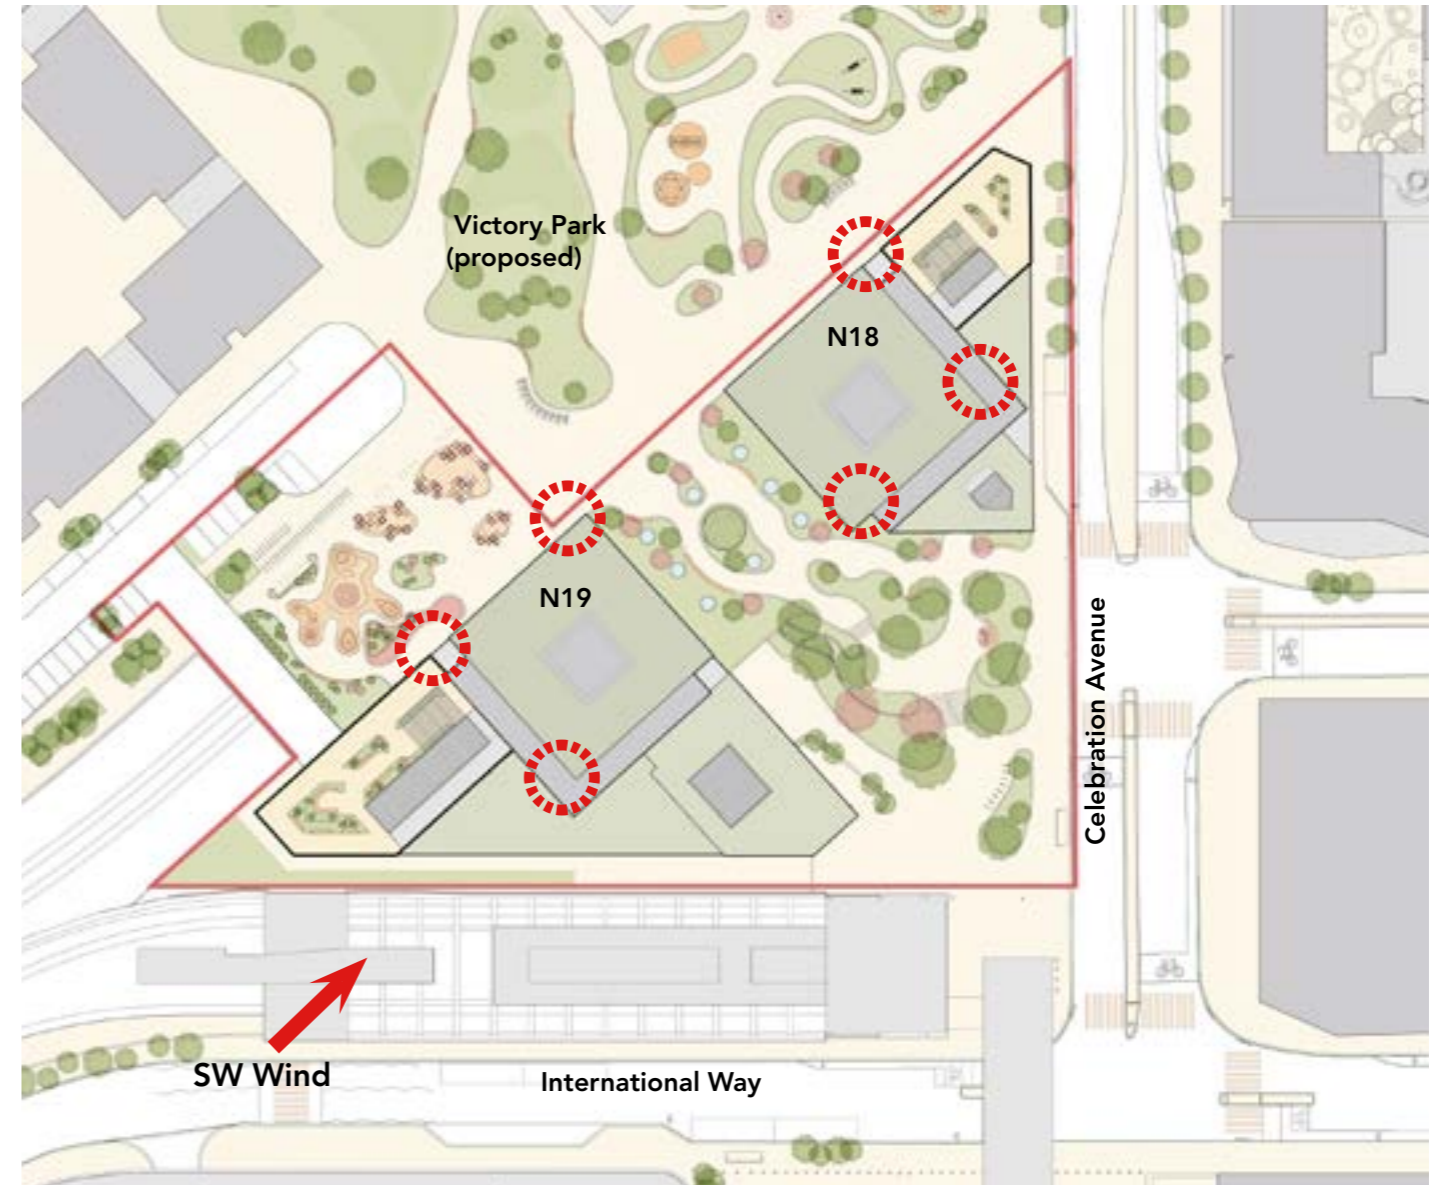 Victory Park
(proposed)
N18
N19
Celebration Avenue
SW Wind
International Way